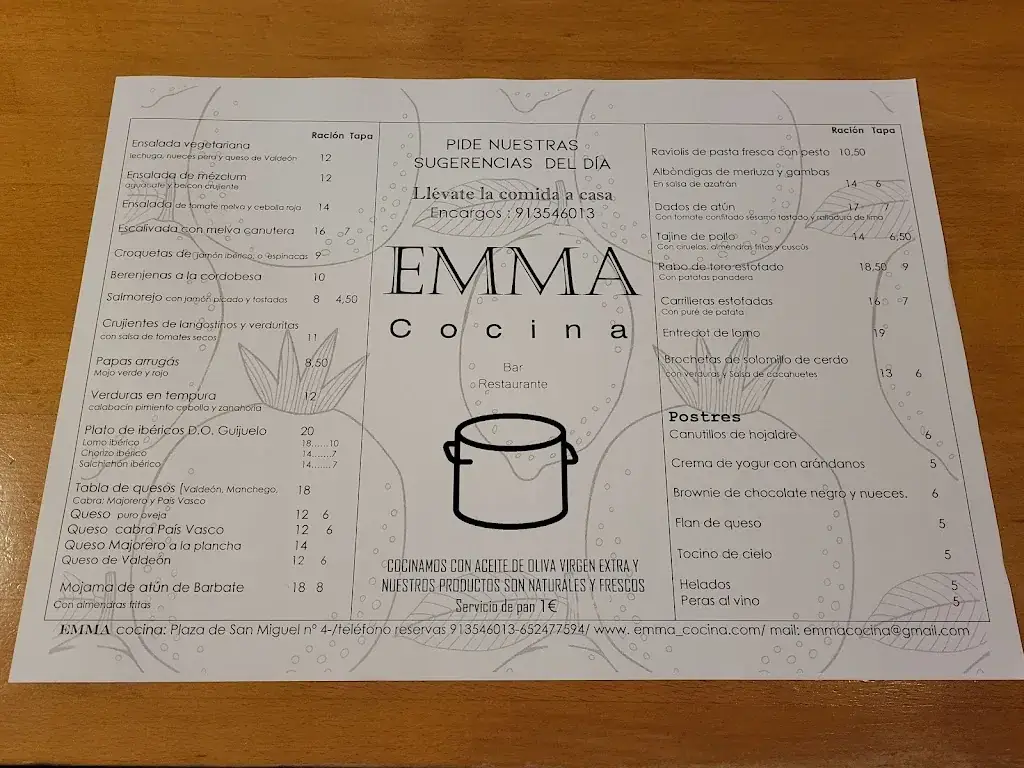 Ración Tapa
Ensalada vegetariana
lechuga, nueces pera y queso de Valdeón 12
Ensalada de mézclum 12
aguacate y beicon crujiente
Ensalada de tomate melva y cebolla roja 14
Escalivada con melva canutera 16 7
Croquetas de jamón ibérico, o espinacas 9
Berenjenas a la cordobesa 10
Salmorejo con jamón picado y tostadas 8 4,50
Crujientes de langostinos y verduritas
con salsa de tomates secos 11
Papas arrugás 8,50
Mojo verde y rojo
Verduras en tempura 12
calabacin pimiento cebolla y zanahoria
Plato de ibéricos D.O. Guijuelo 20
Lomo ibérico 18......10
Chorizo ibérico 14.......7
Salchichón ibérico 14.......7
Tabla de quesos (Valdeón, Manchego, 18
Cabra: Majorero y País Vasco
Queso puro oveja 12 6
Queso cabra País Vasco 12 6
Queso Majorero a la plancha 14
Queso de Valdeón 12 6
Mojama de atún de Barbate 18 8
Con almendras fritas
PIDE NUESTRAS
SUGERENCIAS DEL DÍA
Llévate la comida a casa
Encargos : 913546013
EMMA
Cocina
Bar
Restaurante
COCINAMOS CON ACEITE DE OLIVA VIRGEN EXTRA Y
NUESTROS PRODUCTOS SON NATURALES Y FRESCOS
Servicio de pan 1€
Ración Tapa
Raviolis de pasta fresca con pesto 10,50
Albóndigas de merluza y gambas
En salsa de azafrán 14 6
Dados de atún 17 7
Con tomate confitado sésamo tostado y ralladura de lima
Tajine de pollo 14 6,50
Con ciruelas, almendras fritas y cuscús
Rabo de toro estofado 18,50 9
Con patatas panadera
Carrilleras estofadas 16 7
Con puré de patata
Entrecot de lomo 19
Brochetas de solomillo de cerdo
con verduras y Salsa de cacahuetes 13 6
Postres
Canutillos de hojaldre 6
Crema de yogur con arándanos 5
Brownie de chocolate negro y nueces. 6
Flan de queso 5
Tocino de cielo 5
Helados 5
Peras al vino 5
EMMA cocina: Plaza de San Miguel nº 4-/teléfono reservas 913546013-652477594/ www. emma_cocina.com/ mail: emmacocina@gmail.com